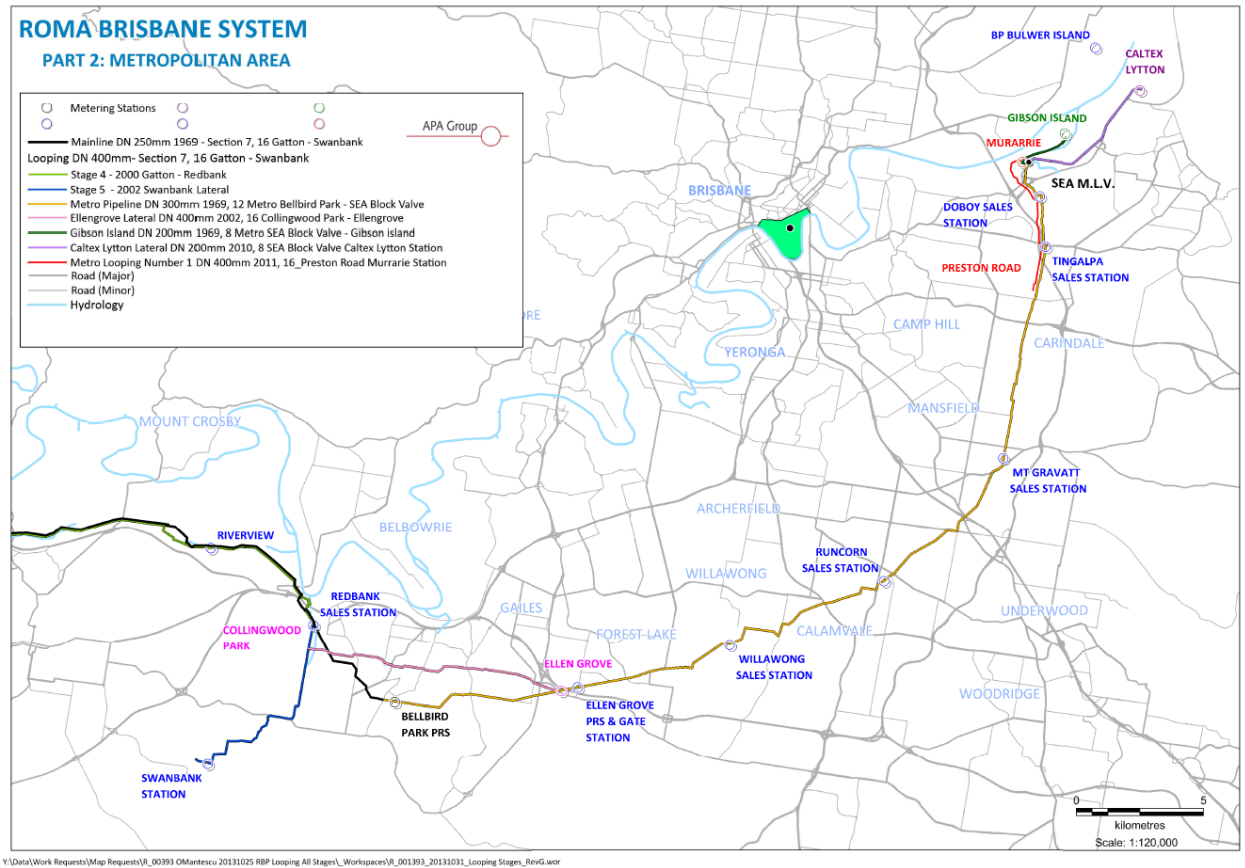 ROMA BRISBANE SYSTEM
PART 2: METROPOLITAN AREA
Metering Stations
APA Group
Mainline DN 250mm 1969 - Section 7, 16 Gatton - Swanbank
Looping DN 400mm- Section 7, 16 Gatton - Swanbank
Stage 4 - 2000 Gatton - Redbank
Stage 5 - 2002 Swanbank Lateral
Metro Pipeline DN 300mm 1969, 12 Metro Bellbird Park - SEA Block Valve
Ellengrove Lateral DN 400mm 2002, 16 Collingwood Park - Ellengrove
Gibson Island DN 200mm 1969, 8 Metro SEA Block Valve - Gibson island
Caltex Lytton Lateral DN 200mm 2010, 8 SEA Block Valve Caltex Lytton Station
Metro Looping Number 1 DN 400mm 2011, 16_Preston Road Murrarie Station
Road (Major)
Road (Minor)
Hydrology
BP BULWER ISLAND
CALTEX
LYTTON
GIBSON ISLAND
MURARRIE
SEA M.L.V.
BRISBANE
DOBOY SALES
STATION
TINGALPA
SALES STATION
PRESTON ROAD
ORE
CAMP HILL
CARINDALE
YERONGA
MANSFIELD
MOUNT CROSBY
MT GRAVATT
SALES STATION
ARCHERFIELD
BELBOWRIE
RIVERVIEW
RUNCORN
SALES STATION
WILLAWONG
REDBANK
SALES STATION
GAILES
UNDERWOOD
COLLINGWOOD
PARK
FOREST LAKE
CALAMVALE
ELLEN GROVE
WILLAWONG
SALES STATION
WOODRIDGE
ELLEN GROVE
PRS & GATE
STATION
BELLBIRD
PARK PRS
SWANBANK
STATION
0 5
kilometres
Scale: 1:120,000
Y:\Data\Work Requests\Map Requests\R_00393 OMantescu 20131025 RBP Looping All Stages\_Workspaces\R_001393_20131031_Looping Stages_RevG.wor